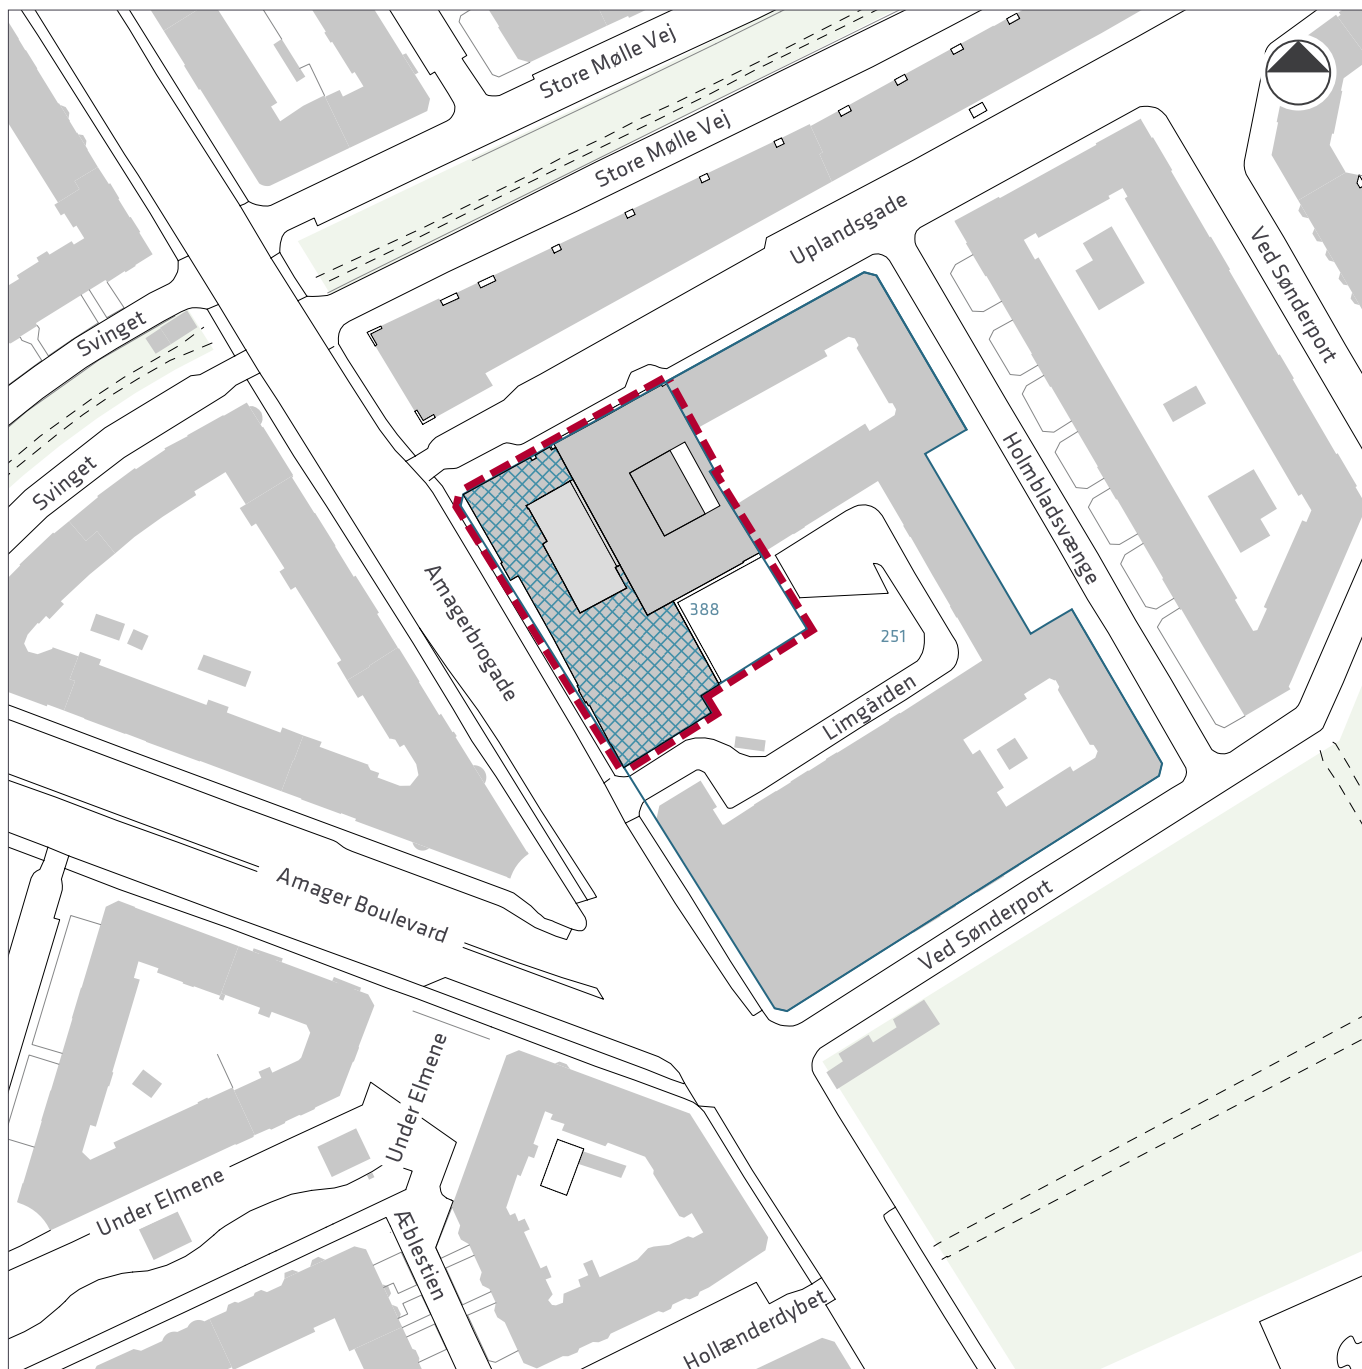 Store Mølle Vej
Store Mølle Vej
Uplandsgade
Ved Sønderport
Svinget
Svinget
Holmbladsvænge
Amagerbrogade
388
251
Limgården
Amager Boulevard
Ved Sønderport
Under Elmene
Under Elmene
Æblestien
Hollænderdybet